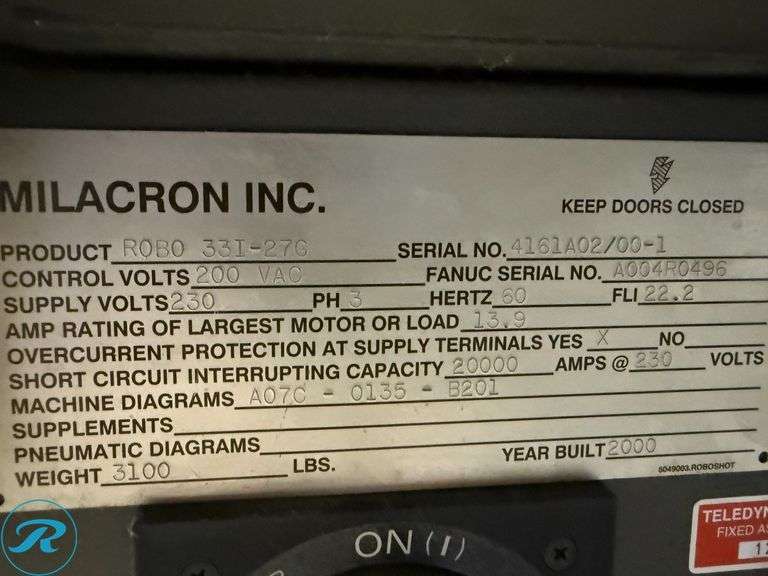 MILACRON INC.
KEEP DOORS CLOSED
PRODUCT ROBO 33I-27G SERIAL NO. 4161A02/00-1
CONTROL VOLTS 200 VAC FANUC SERIAL NO. A004R0496
SUPPLY VOLTS 230 PH 3 HERTZ 60 FLI 22.2
AMP RATING OF LARGEST MOTOR OR LOAD 13.9
OVERCURRENT PROTECTION AT SUPPLY TERMINALS YES X NO
SHORT CIRCUIT INTERRUPTING CAPACITY 20000 AMPS @ 230 VOLTS
MACHINE DIAGRAMS A07C - 0135 - B201
SUPPLEMENTS
PNEUMATIC DIAGRAMS YEAR BUILT 2000
WEIGHT 3100 LBS. 5049003.ROBOSHOT
ON (I)
TELEDYN
FIXED AS
12
R